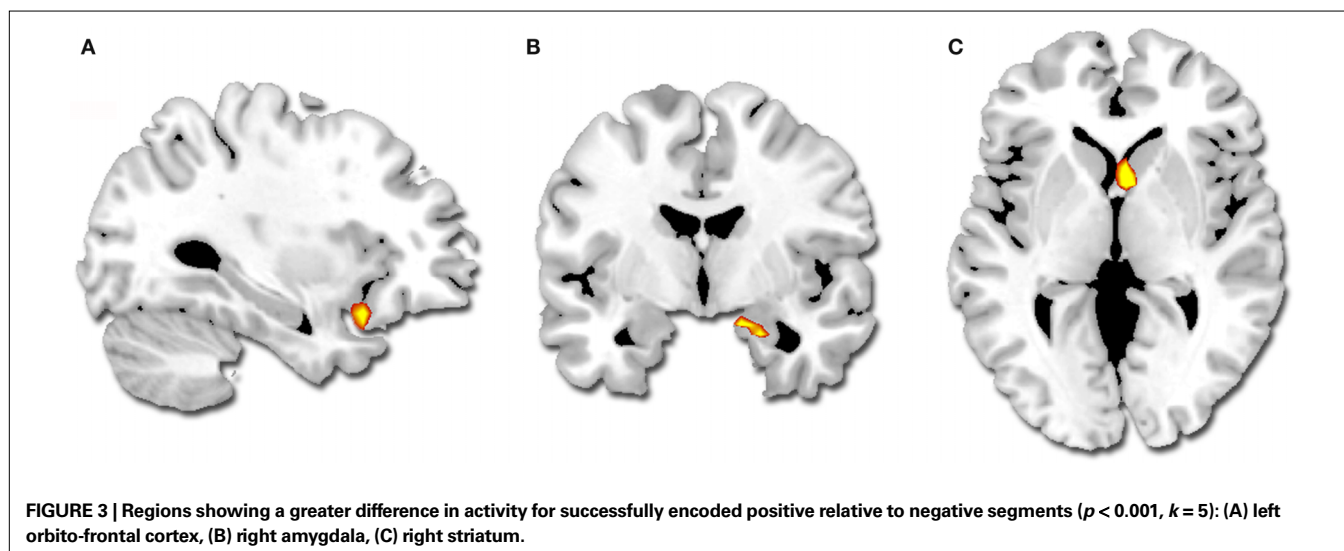 A B C
FIGURE 3 | Regions showing a greater difference in activity for successfully encoded positive relative to negative segments (p < 0.001, k = 5): (A) left
orbito-frontal cortex, (B) right amygdala, (C) right striatum.